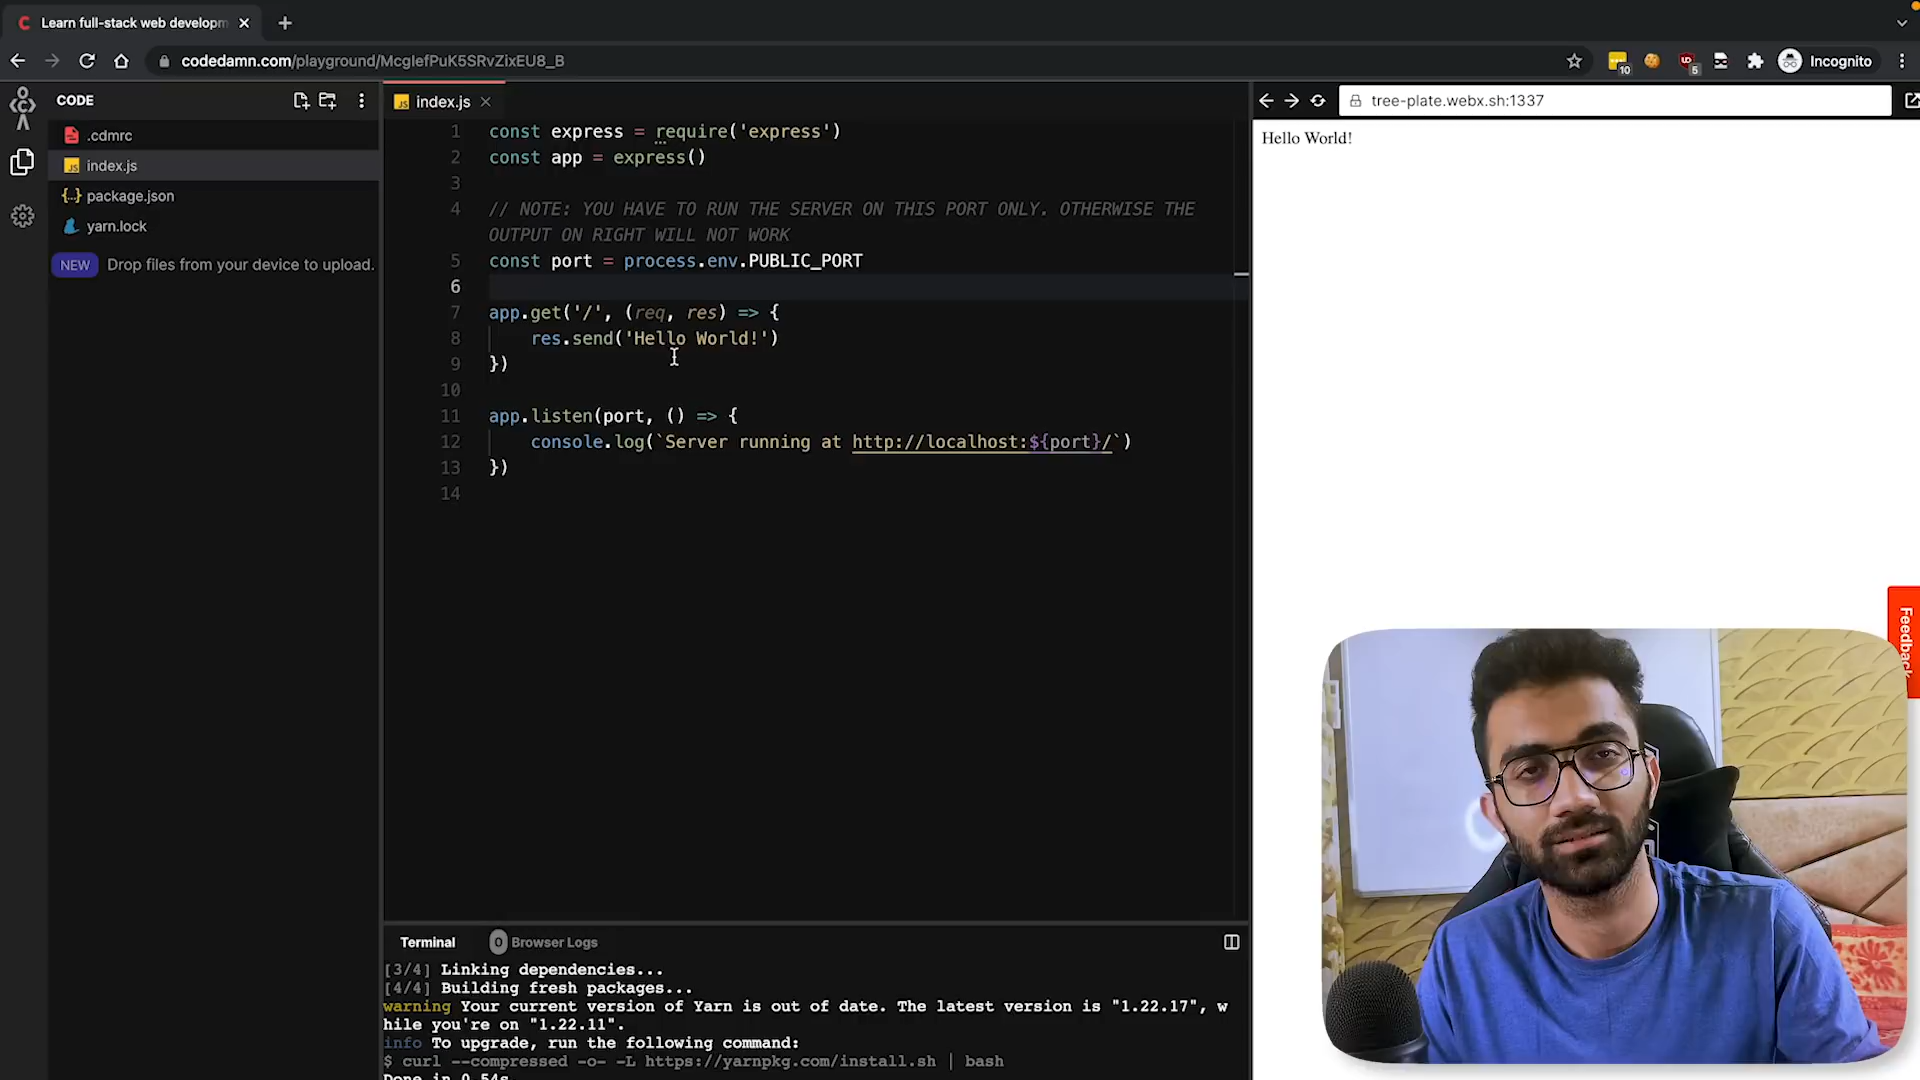 Learn full-stack web developm
codedamn.com/playground/McgIefPuK5SRvZixEU8_B
10
5
Incognito
CODE
index.js
tree-plate.webx.sh:1337
.cdmrc
index.js
package.json
yarn.lock
NEW Drop files from your device to upload.
1 const express = require('express')
2 const app = express()
3
4 // NOTE: YOU HAVE TO RUN THE SERVER ON THIS PORT ONLY. OTHERWISE THE
OUTPUT ON RIGHT WILL NOT WORK
5 const port = process.env.PUBLIC_PORT
6
7 app.get('/', (req, res) => {
8 res.send('Hello World!')
9 })
10
11 app.listen(port, () => {
12 console.log(`Server running at http://localhost:${port}/`)
13 })
14
Hello World!
Feedback
Terminal 0 Browser Logs
[3/4] Linking dependencies...
[4/4] Building fresh packages...
warning Your current version of Yarn is out of date. The latest version is "1.22.17", w
hile you're on "1.22.11".
info To upgrade, run the following command:
$ curl --compressed -o- -L https://yarnpkg.com/install.sh | bash
Done in 0.54s